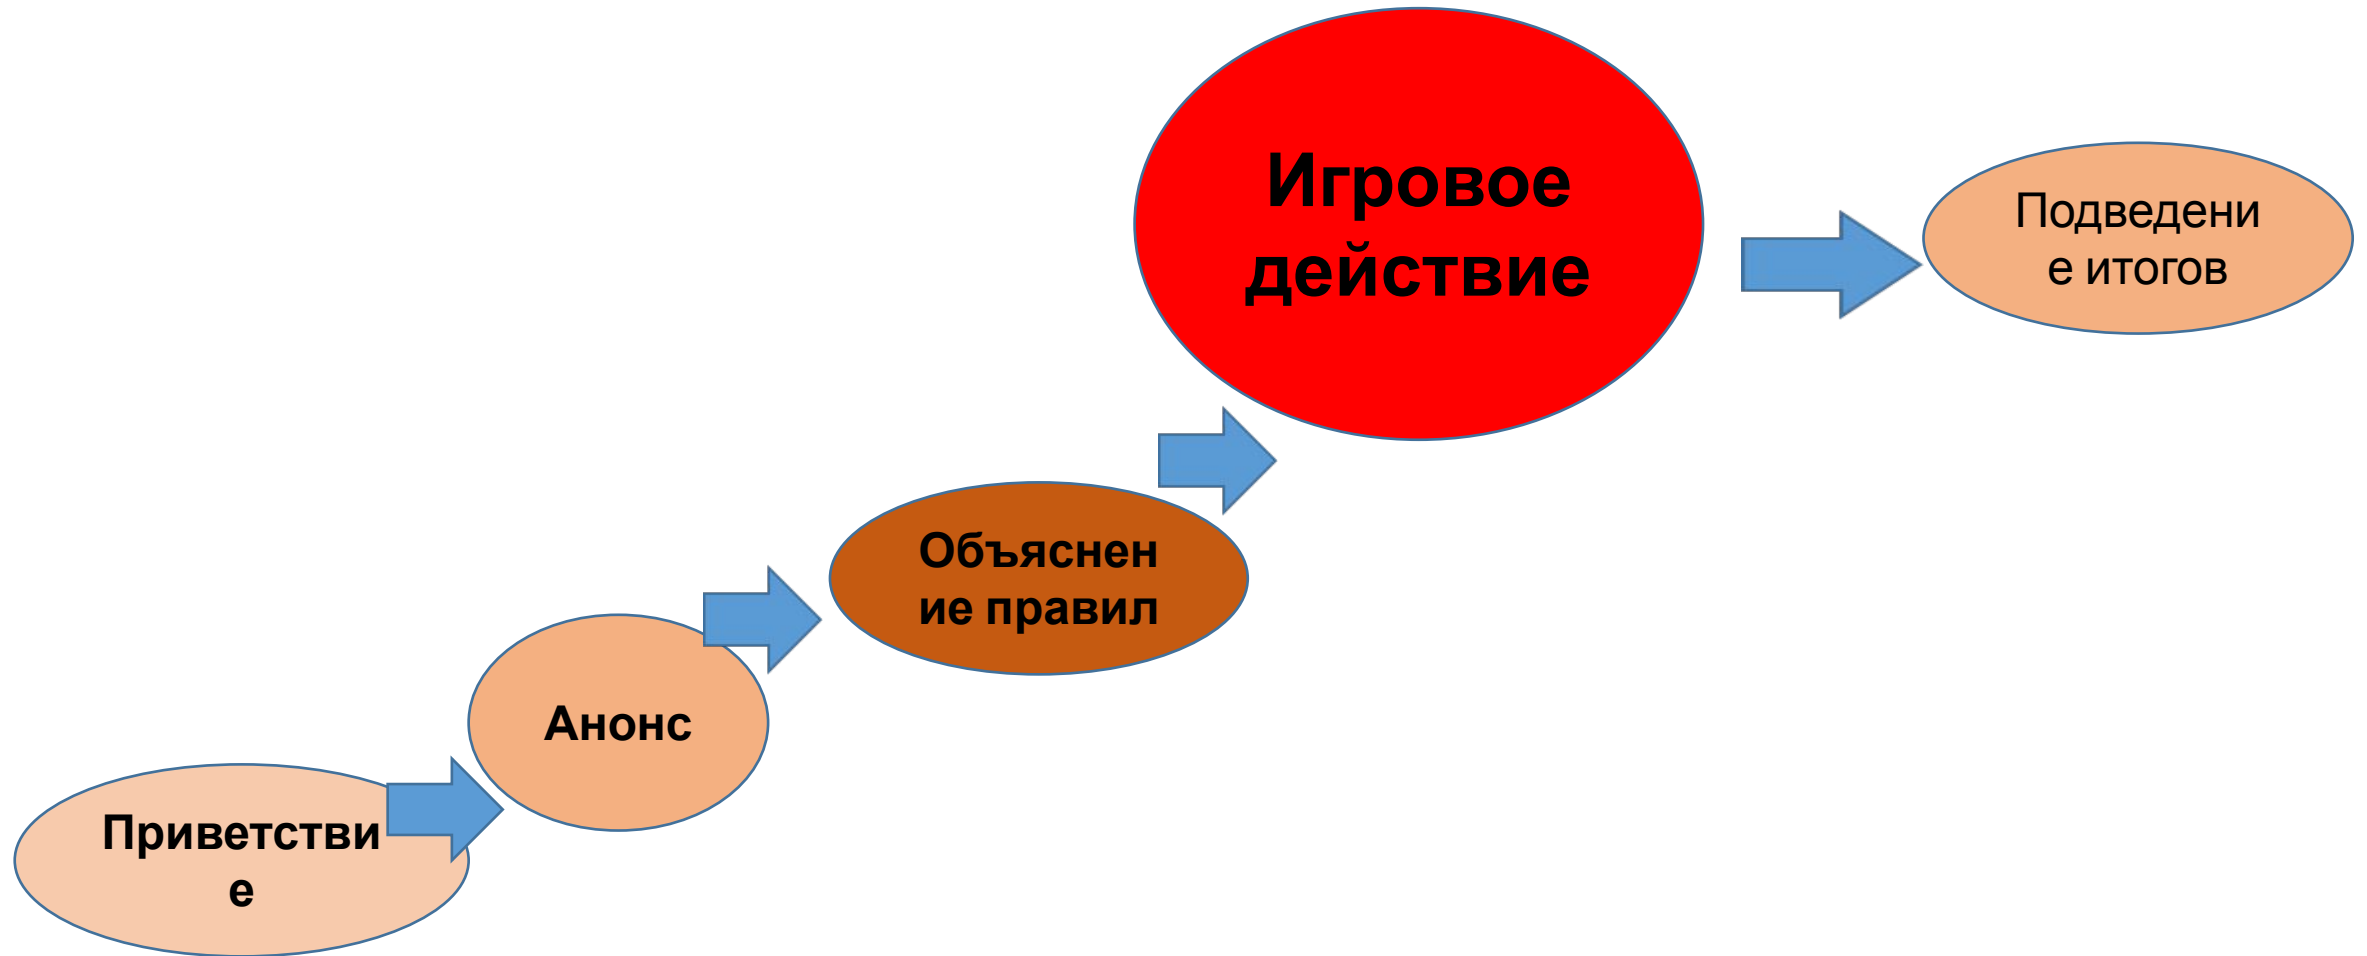 Приветстви
е
Анонс
Объяснен
ие правил
Игровое
действие
Подведени
е итогов